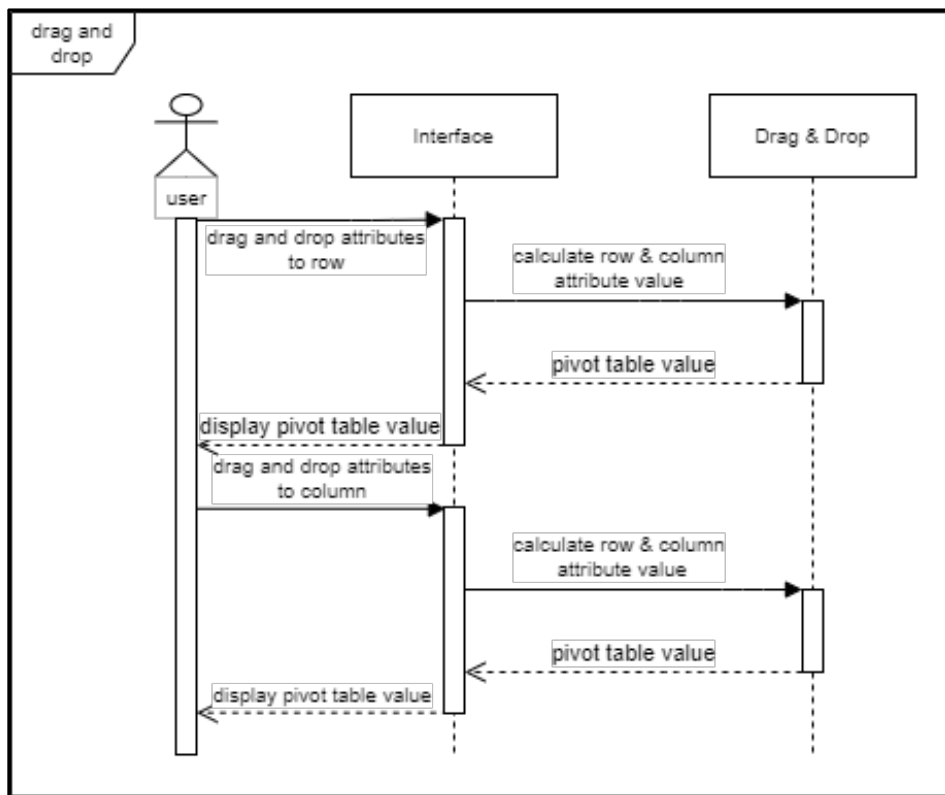 drag and
drop
Interface
Drag & Drop
user
drag and drop attributes
to row
calculate row & column
attribute value
pivot table value
display pivot table value
drag and drop attributes
to column
calculate row & column
attribute value
pivot table value
display pivot table value